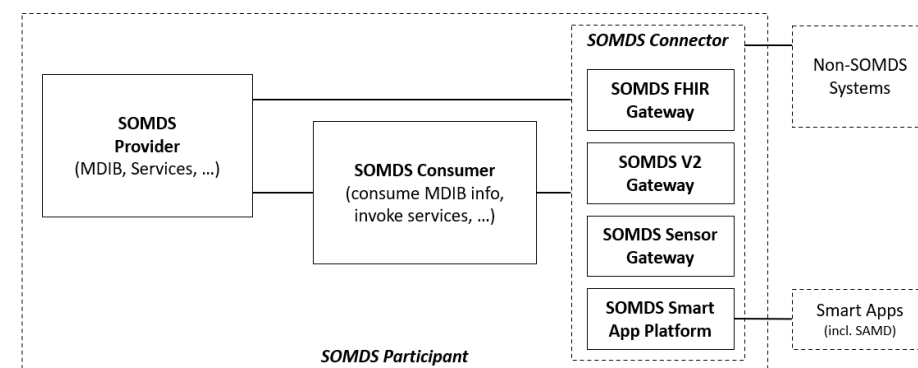 SOMDS Connector
Non-SOMDS
Systems
SOMDS
Provider
(MDIB, Services, ...)
SOMDS Consumer
(consume MDIB info,
invoke services, ...)
SOMDS FHIR
Gateway
SOMDS V2
Gateway
SOMDS Sensor
Gateway
SOMDS Smart
App Platform
Smart Apps
(incl. SAMD)
SOMDS Participant